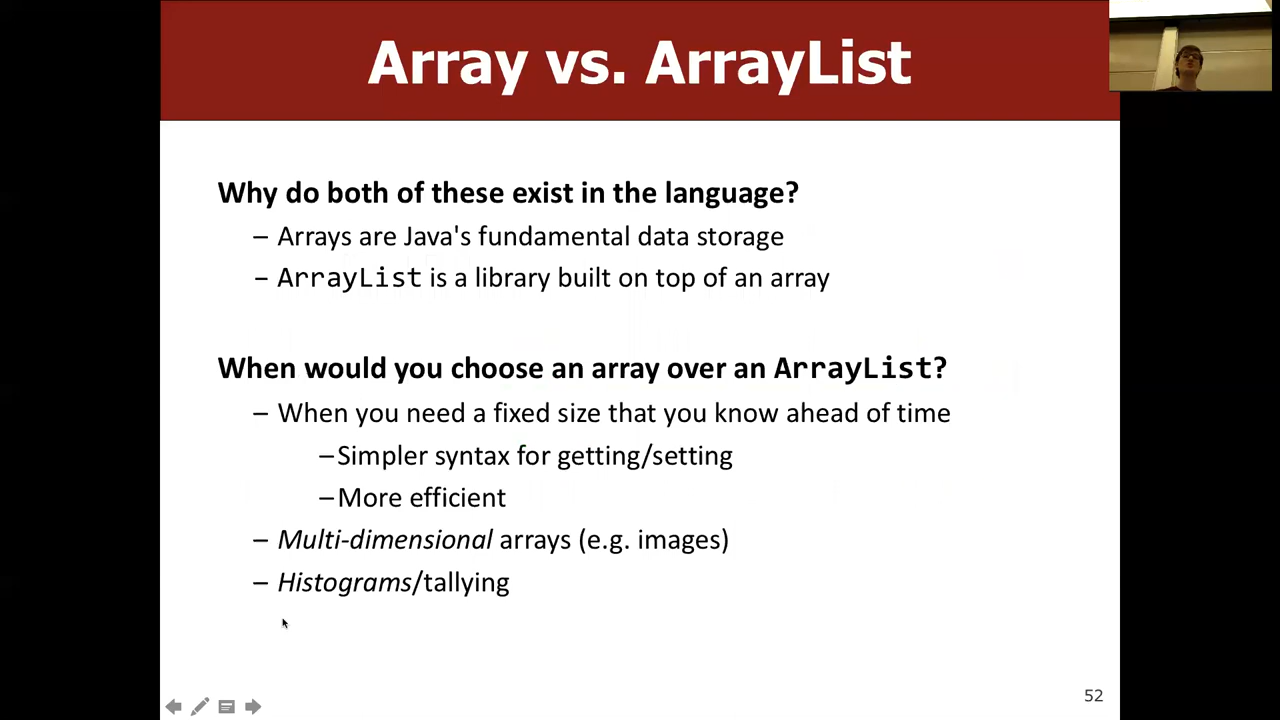 Array vs. ArrayList
Why do both of these exist in the language?
– Arrays are Java's fundamental data storage
– ArrayList is a library built on top of an array
When would you choose an array over an ArrayList?
– When you need a fixed size that you know ahead of time
–Simpler syntax for getting/setting
–More efficient
– Multi-dimensional arrays (e.g. images)
– Histograms/tallying
52